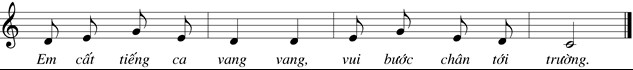 Em cất tiếng ca vang vang, vui bước chân tới trường.